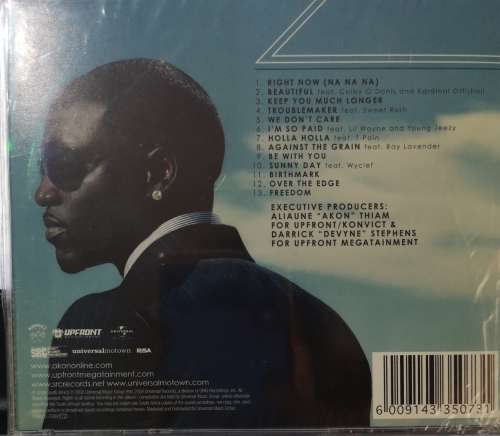 1. RIGHT NOW (NA NA NA)
2. BEAUTIFUL feat. Colby O'Donis and Kardinal Offishall
3. KEEP YOU MUCH LONGER
4. TROUBLEMAKER feat. Sweet Rush
5. WE DON'T CARE
6. I'M SO PAID feat. Lil Wayne and Young Jeezy
7. HOLLA HOLLA feat. T-Pain
8. AGAINST THE GRAIN feat. Ray Lavender
9. BE WITH YOU
10. SUNNY DAY feat. Wyclef
11. BIRTHMARK
12. OVER THE EDGE
13. FREEDOM
EXECUTIVE PRODUCERS:
ALIAUNE "AKON" THIAM
FOR UPFRONT/KONVICT &
DARRICK "DEVYNE" STEPHENS
FOR UPFRONT MEGATAINMENT
UPFRONT
UNIVERSAL
SRC universalmotown RISA
www.akononline.com
upfrontmegatainment.com
www.srcrecords.net www.universalmotown.com
6 009143 350731